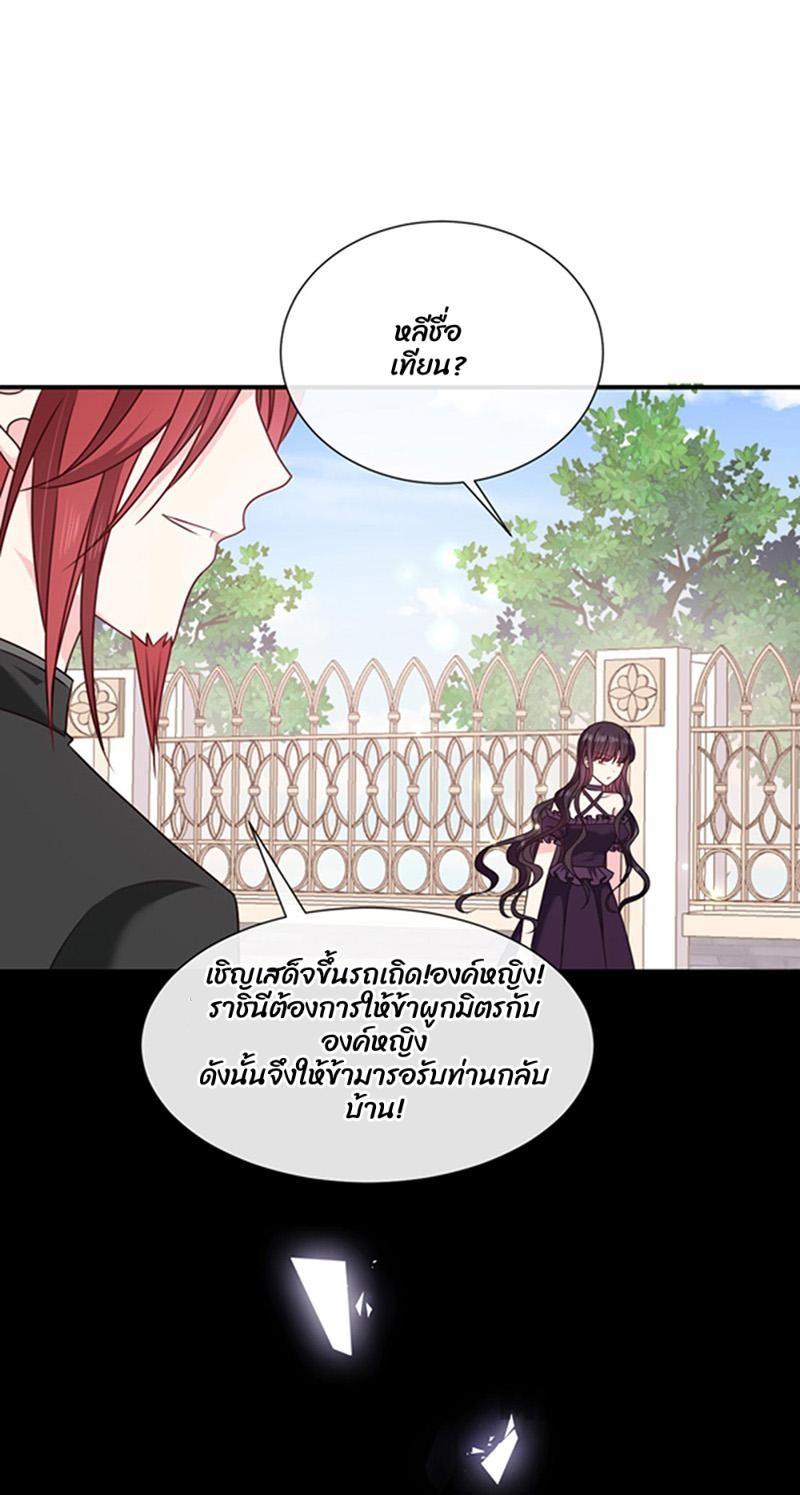 หลีชื่อ
เทียน?
เชิญเสด็จขึ้นรถเถิด!องค์หญิง!
ราชินีต้องการให้ข้าผูกมิตรกับ
องค์หญิง
ดังนั้นจึงให้ข้ามารอรับท่านกลับ
บ้าน!